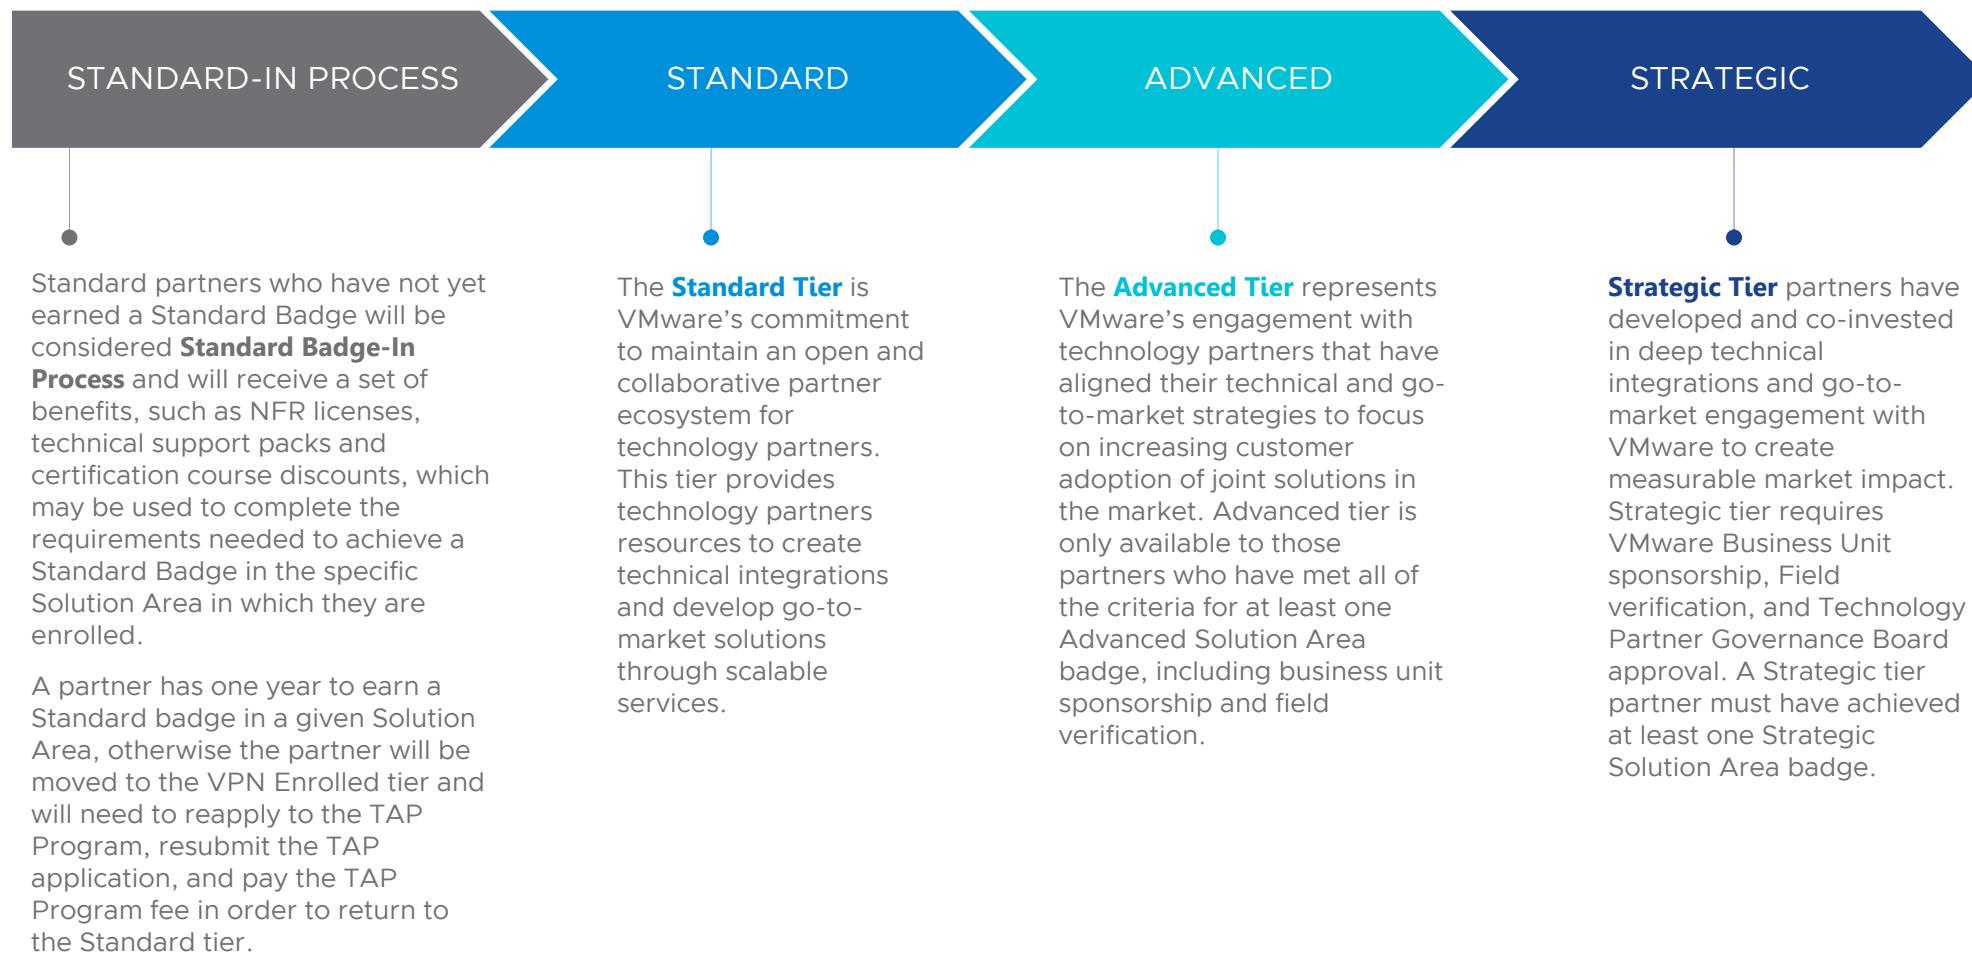 STANDARD-IN PROCESS
STANDARD
ADVANCED
STRATEGIC
Standard partners who have not yet
earned a Standard Badge will be
considered Standard Badge-In
Process and will receive a set of
benefits, such as NFR licenses,
technical support packs and
certification course discounts, which
may be used to complete the
requirements needed to achieve a
Standard Badge in the specific
Solution Area in which they are
enrolled.
A partner has one year to earn a
Standard badge in a given Solution
Area, otherwise the partner will be
moved to the VPN Enrolled tier and
will need to reapply to the TAP
Program, resubmit the TAP
application, and pay the TAP
Program fee in order to return to
the Standard tier.
The Standard Tier is
VMware’s commitment
to maintain an open and
collaborative partner
ecosystem for
technology partners.
This tier provides
technology partners
resources to create
technical integrations
and develop go-to-
market solutions
through scalable
services.
The Advanced Tier represents
VMware’s engagement with
technology partners that have
aligned their technical and go-
to-market strategies to focus
on increasing customer
adoption of joint solutions in
the market. Advanced tier is
only available to those
partners who have met all of
the criteria for at least one
Advanced Solution Area
badge, including business unit
sponsorship and field
verification.
Strategic Tier partners have
developed and co-invested
in deep technical
integrations and go-to-
market engagement with
VMware to create
measurable market impact.
Strategic tier requires
VMware Business Unit
sponsorship, Field
verification, and Technology
Partner Governance Board
approval. A Strategic tier
partner must have achieved
at least one Strategic
Solution Area badge.